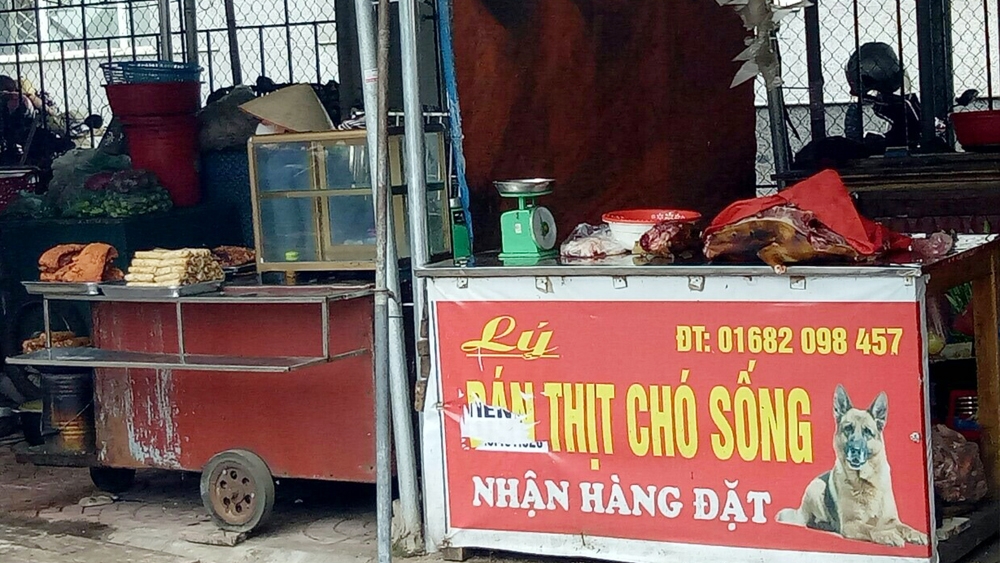 Lý
ĐT: 01682 098 457
BÁN THỊT CHÓ SỐNG
NHẬN HÀNG ĐẶT